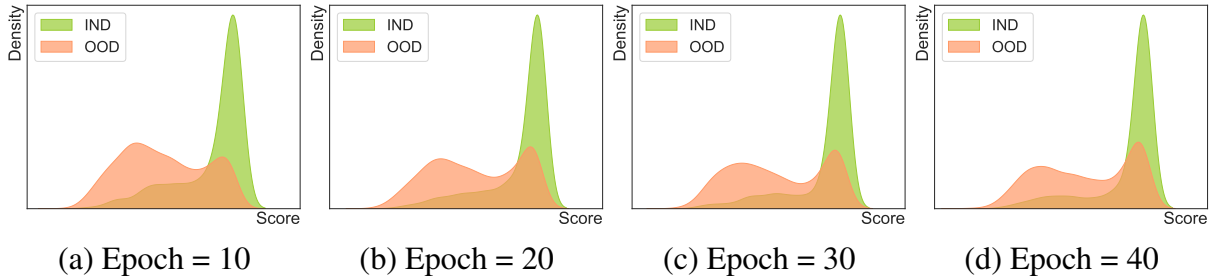 Density
IND
OOD
Score
(a) Epoch = 10
Density
IND
OOD
Score
(b) Epoch = 20
Density
IND
OOD
Score
(c) Epoch = 30
Density
IND
OOD
Score
(d) Epoch = 40